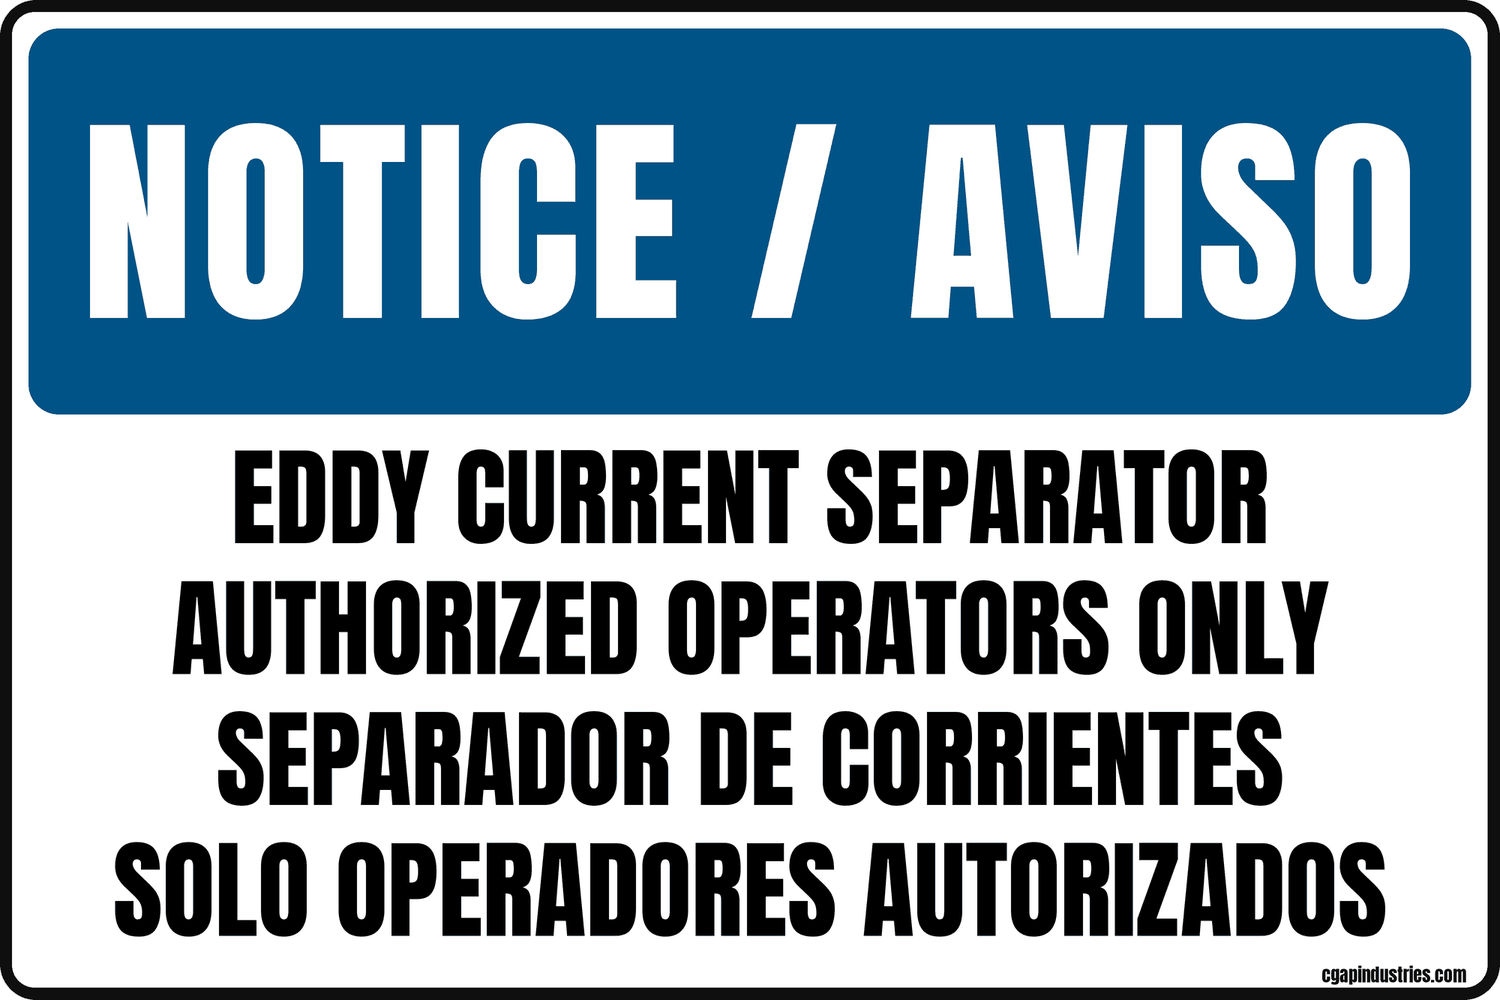 NOTICE / AVISO
EDDY CURRENT SEPARATOR
AUTHORIZED OPERATORS ONLY
SEPARADOR DE CORRIENTES
SOLO OPERADORES AUTORIZADOS
cgapindustries.com